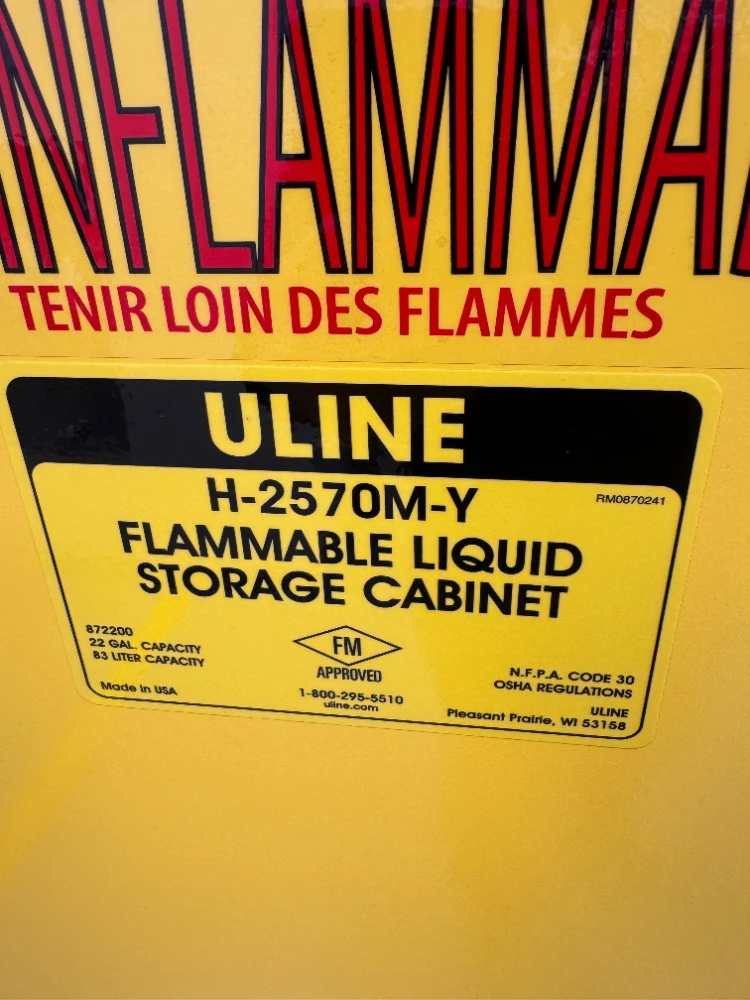 INFLAMMA
TENIR LOIN DES FLAMMES
ULINE
H-2570M-Y
RM0870241
FLAMMABLE LIQUID
STORAGE CABINET
872200
22 GAL. CAPACITY
83 LITER CAPACITY
Made in USA
FM
APPROVED
1-800-295-5510
uline.com
N.F.P.A. CODE 30
OSHA REGULATIONS
ULINE
Pleasant Prairie, WI 53158